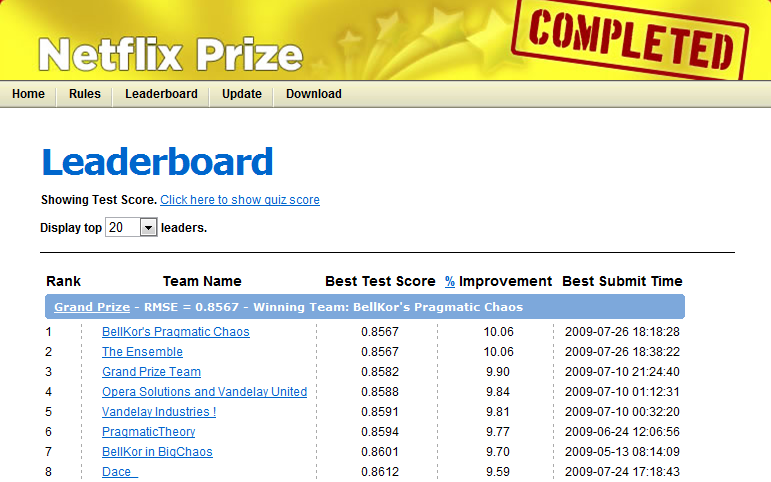 Netflix Prize
COMPLETED
Home Rules Leaderboard Update Download
Leaderboard
Showing Test Score. Click here to show quiz score
Display top 20 leaders.
Rank Team Name Best Test Score % Improvement Best Submit Time
Grand Prize - RMSE = 0.8567 - Winning Team: BellKor's Pragmatic Chaos
1 BellKor's Pragmatic Chaos 0.8567 10.06 2009-07-26 18:18:28
2 The Ensemble 0.8567 10.06 2009-07-26 18:38:22
3 Grand Prize Team 0.8582 9.90 2009-07-10 21:24:40
4 Opera Solutions and Vandelay United 0.8588 9.84 2009-07-10 01:12:31
5 Vandelay Industries ! 0.8591 9.81 2009-07-10 00:32:20
6 PragmaticTheory 0.8594 9.77 2009-06-24 12:06:56
7 BellKor in BigChaos 0.8601 9.70 2009-05-13 08:14:09
8 Dace_ 0.8612 9.59 2009-07-24 17:18:43